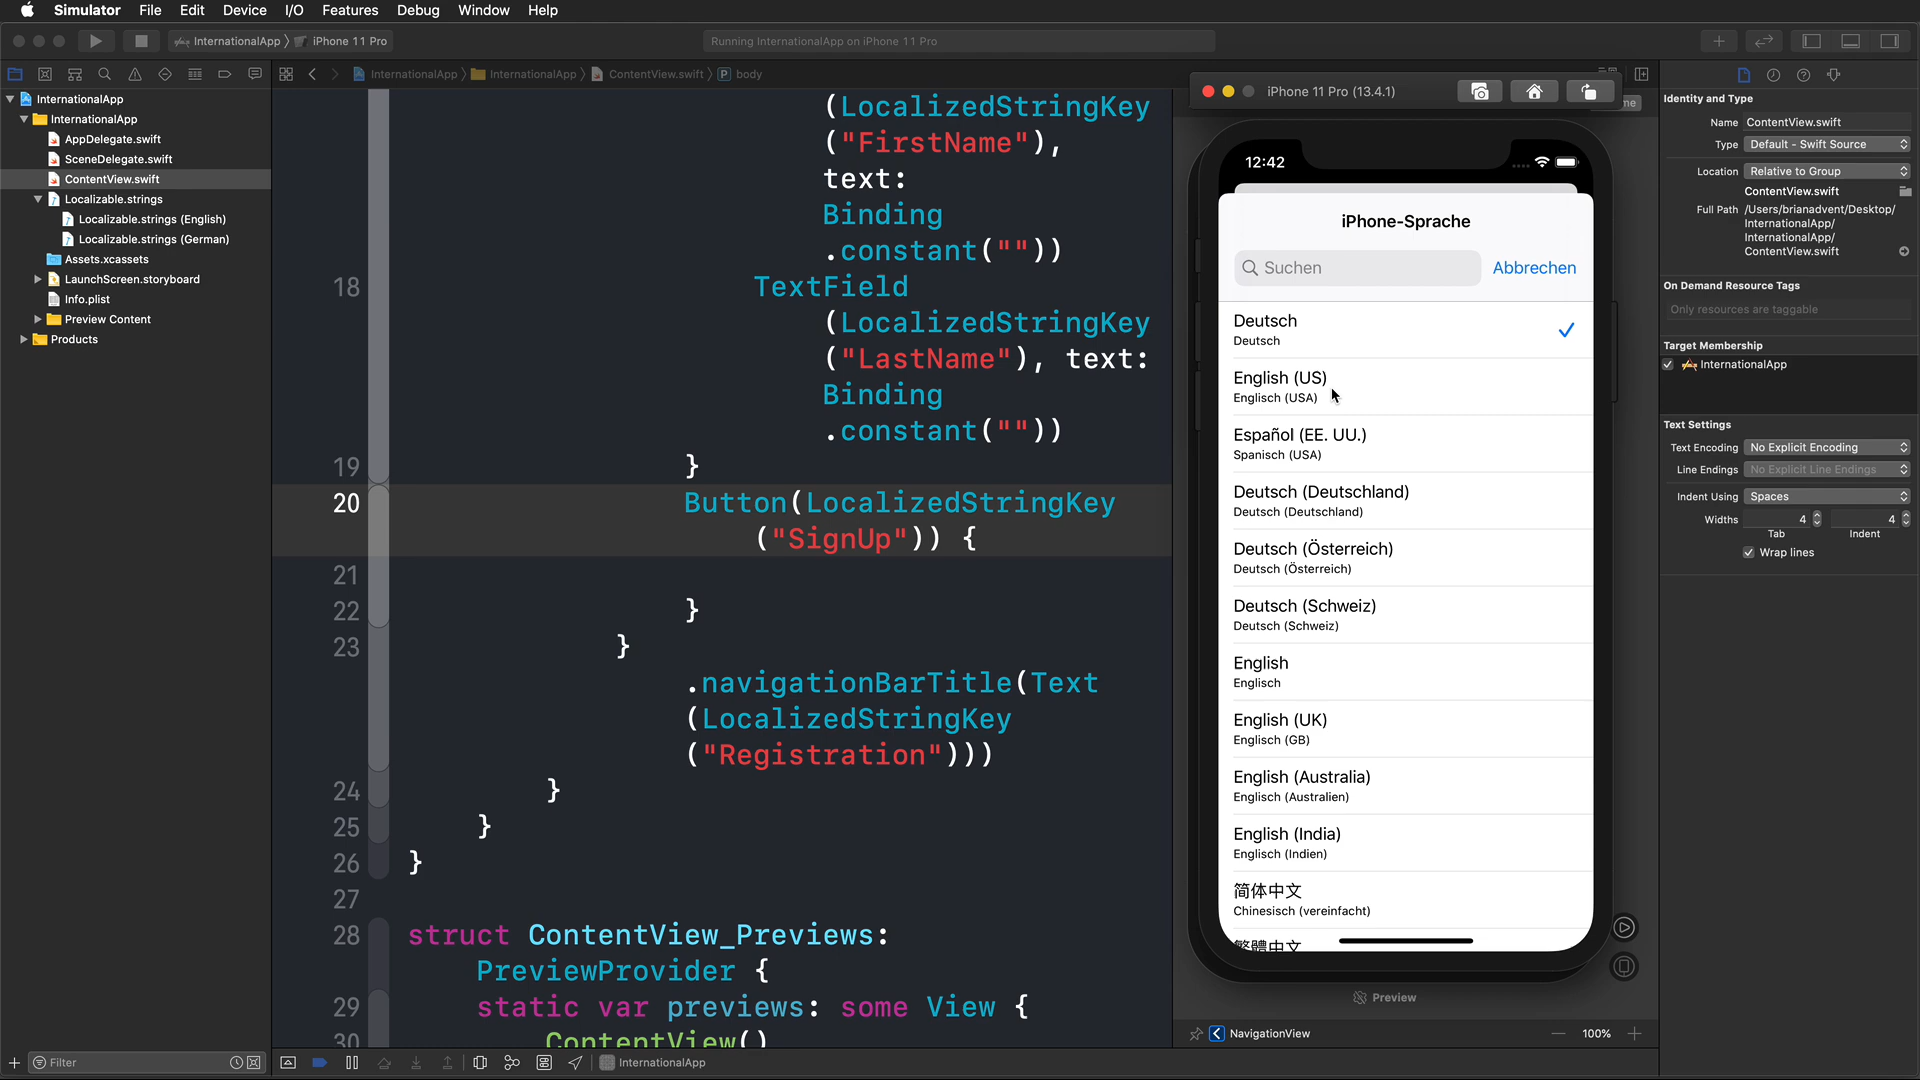 Simulator File Edit Device I/O Features Debug Window Help
InternationalApp iPhone 11 Pro
Running InternationalApp on iPhone 11 Pro
InternationalApp InternationalApp ContentView.swift P body
InternationalApp
InternationalApp
AppDelegate.swift
SceneDelegate.swift
ContentView.swift
Localizable.strings
Localizable.strings (English)
Localizable.strings (German)
Assets.xcassets
LaunchScreen.storyboard
Info.plist
Preview Content
Products
Filter
(LocalizedStringKey
("FirstName"),
text:
Binding
.constant(""))
18 TextField
(LocalizedStringKey
("LastName"), text:
Binding
.constant(""))
19 }
20 Button(LocalizedStringKey
("SignUp")) {
21
22 }
23 }
.navigationBarTitle(Text
(LocalizedStringKey
("Registration")))
24 }
25 }
26 }
27
28 struct ContentView_Previews:
PreviewProvider {
29 static var previews: some View {
30 ContentView()
InternationalApp
iPhone 11 Pro (13.4.1)
12:42
iPhone-Sprache
Suchen Abbrechen
Deutsch
Deutsch
English (US)
Englisch (USA)
Español (EE. UU.)
Spanisch (USA)
Deutsch (Deutschland)
Deutsch (Deutschland)
Deutsch (Österreich)
Deutsch (Österreich)
Deutsch (Schweiz)
Deutsch (Schweiz)
English
Englisch
English (UK)
Englisch (GB)
English (Australia)
Englisch (Australien)
English (India)
Englisch (Indien)
简体中文
Chinesisch (vereinfacht)
繁體中文
Preview
NavigationView 100%
Identity and Type
Name ContentView.swift
Type Default - Swift Source
Location Relative to Group
ContentView.swift
Full Path /Users/brianadvent/Desktop/
InternationalApp/
InternationalApp/
ContentView.swift
On Demand Resource Tags
Only resources are taggable
Target Membership
InternationalApp
Text Settings
Text Encoding No Explicit Encoding
Line Endings No Explicit Line Endings
Indent Using Spaces
Widths 4 4
Tab Indent
Wrap lines